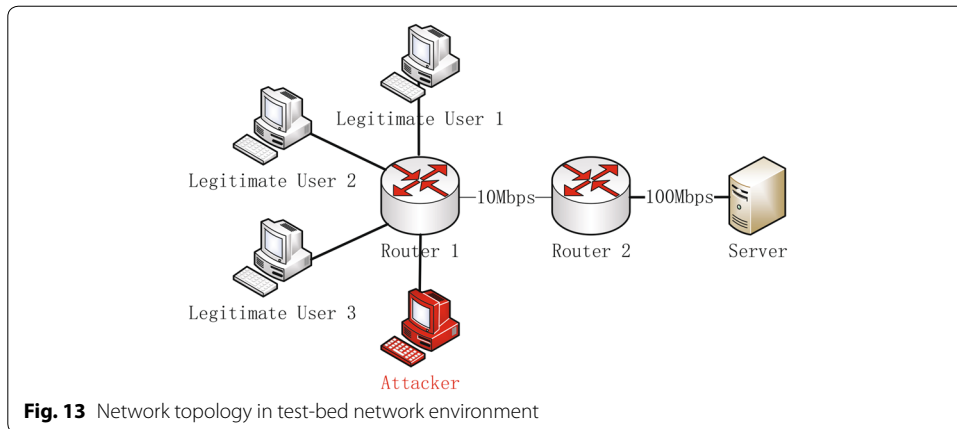 Legitimate User 1
Legitimate User 2
10Mbps
100Mbps
Router 1
Router 2
Server
Legitimate User 3
Attacker
Fig. 13 Network topology in test-bed network environment